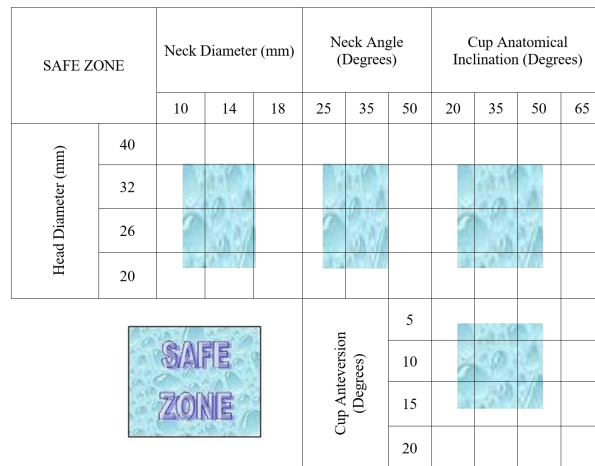 SAFE ZONE
Neck Diameter (mm)
Neck Angle
(Degrees)
Cup Anatomical
Inclination (Degrees)
10 14 18 25 35 50 20 35 50 65
Head Diameter (mm)
40
32
26
20
SAFE
ZONE
Cup Anteversion
(Degrees)
5
10
15
20